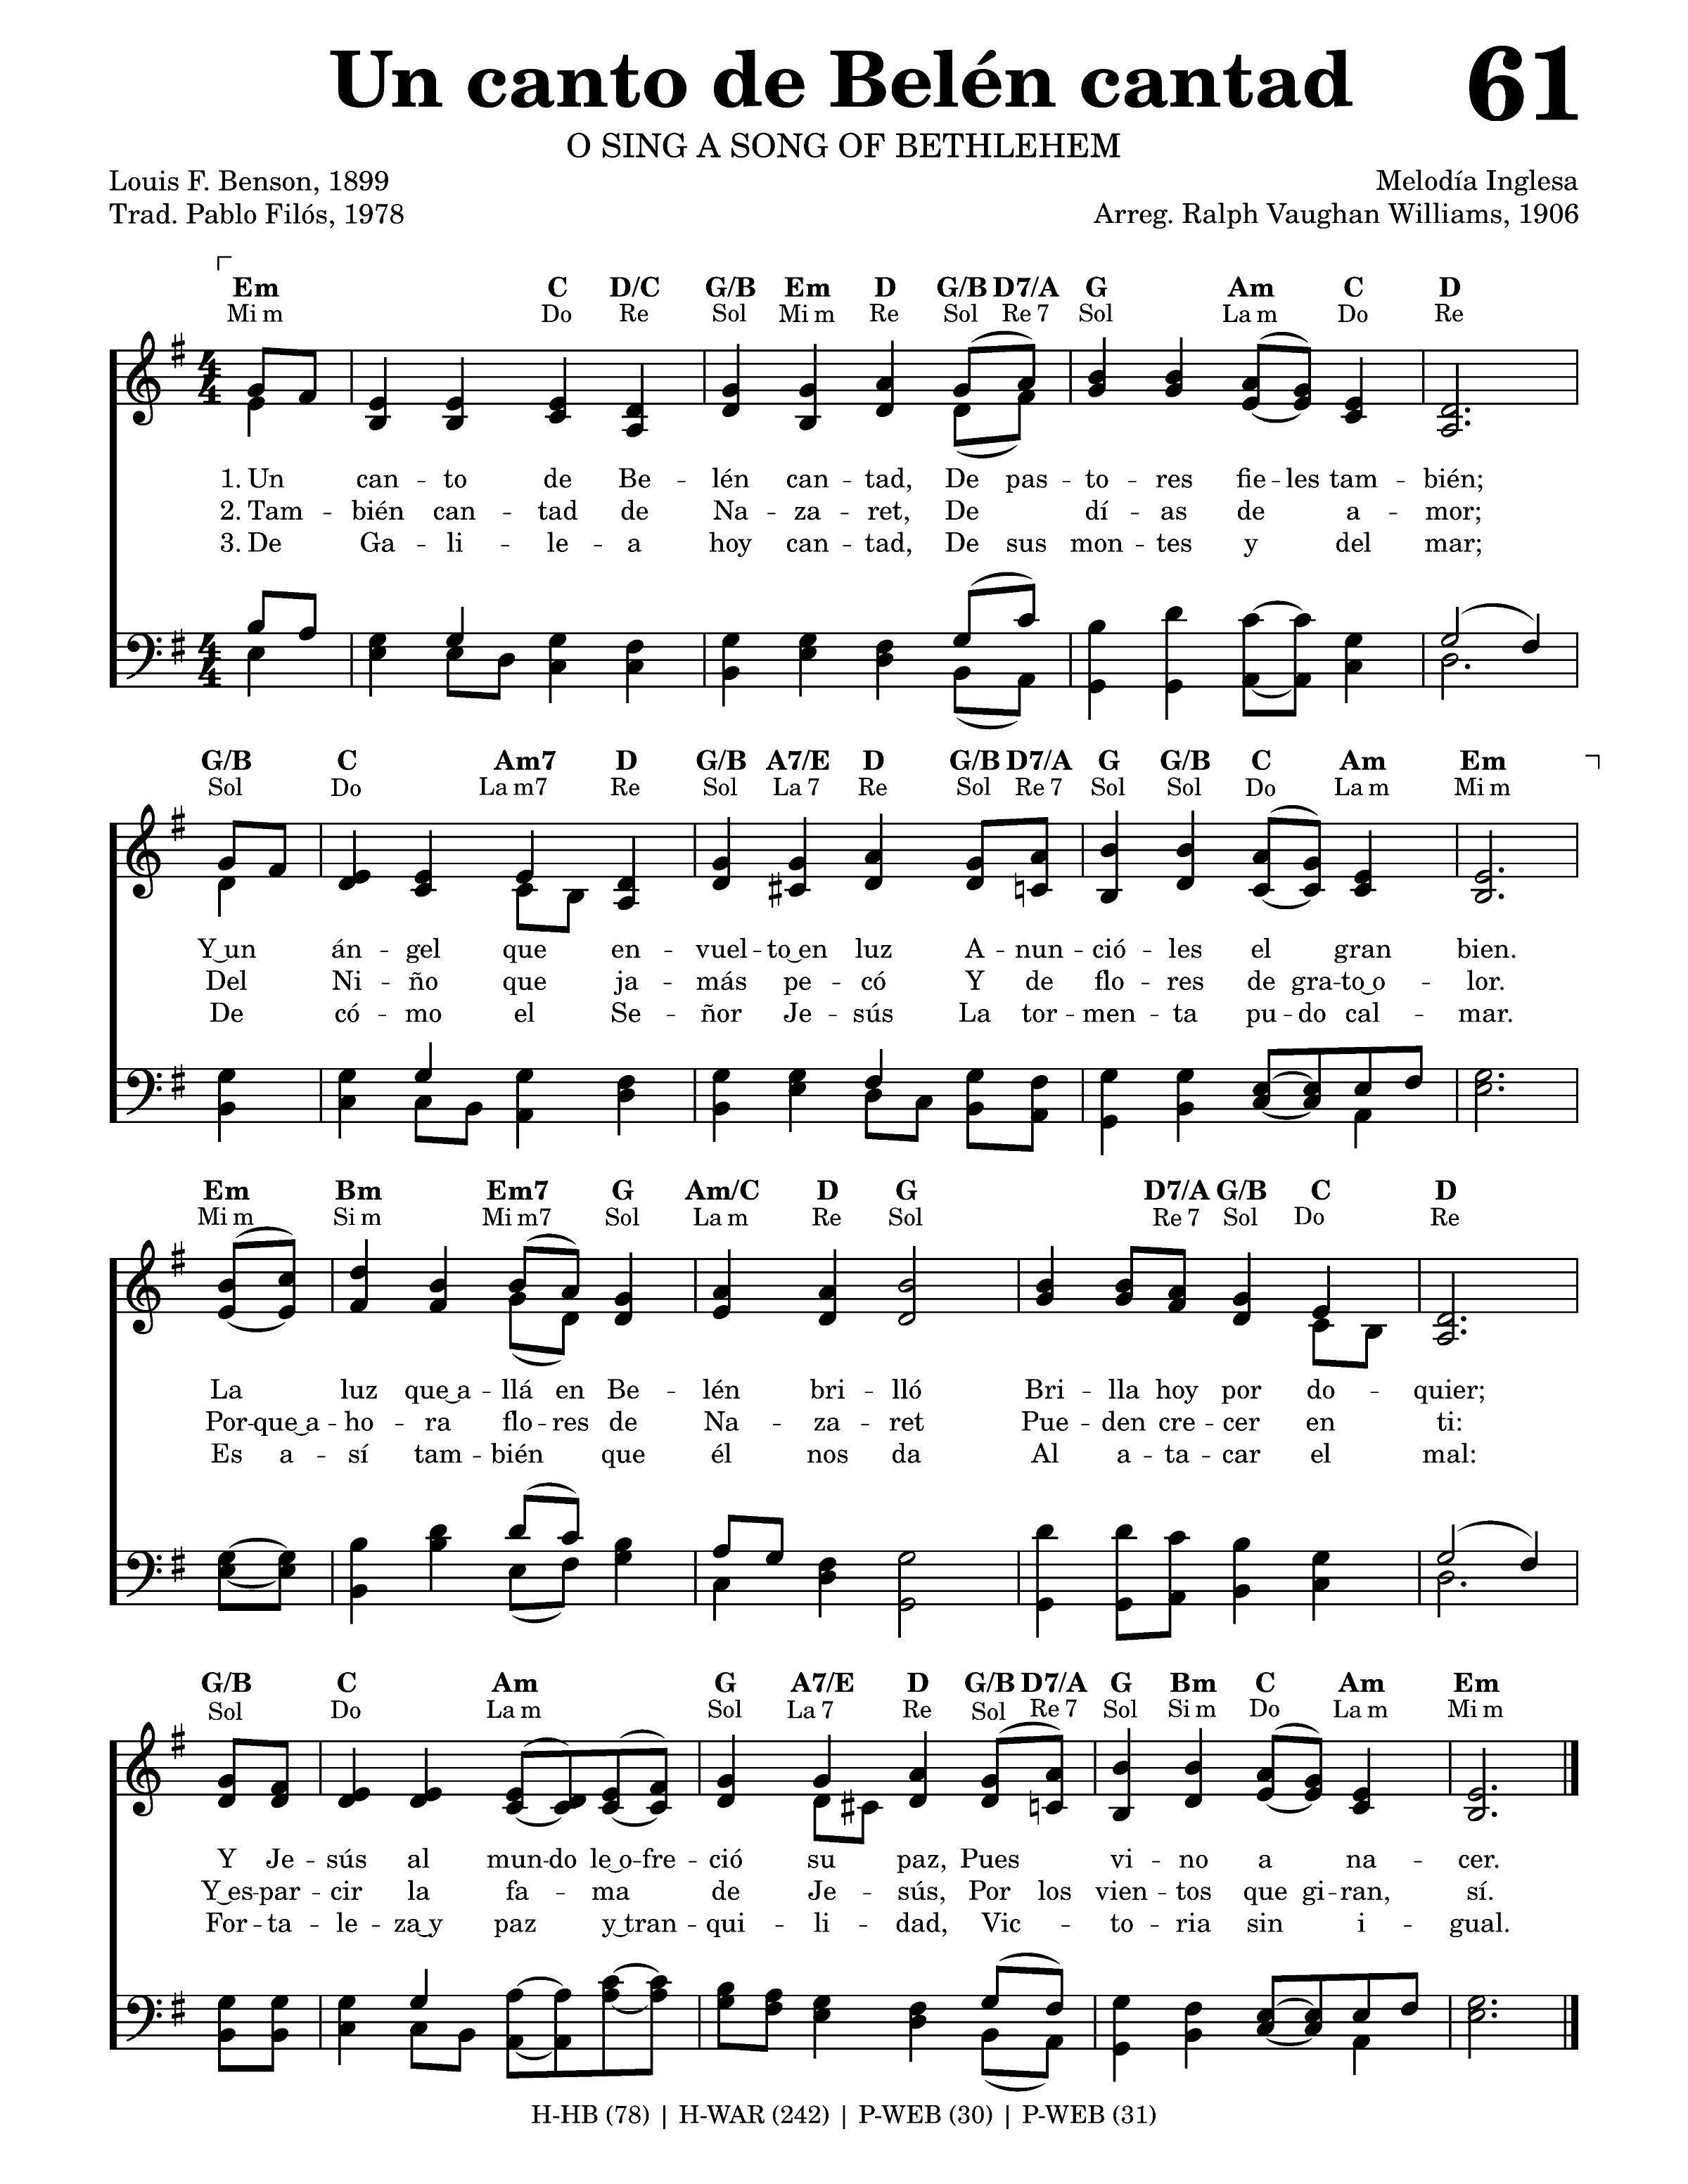 Un canto de Belén cantad 61
O SING A SONG OF BETHLEHEM
Louis F. Benson, 1899 Melodía Inglesa
Trad. Pablo Filós, 1978 Arreg. Ralph Vaughan Williams, 1906
Em C D/C G/B Em D G/B D7/A G Am C D
Mi m Do Re Sol Mi m Re Sol Re 7 Sol La m Do Re
4 4
1. Un can – to de Be – lén can – tad, De pas – to – res fie – les tam – bién;
2. Tam – bién can – tad de Na – za – ret, De dí – as de a – mor;
3. De Ga – li – le – a hoy can – tad, De sus mon – tes y del mar;
4 4
G/B C Am7 D G/B A7/E D G/B D7/A G G/B C Am Em
Sol Do La m7 Re Sol La 7 Re Sol Re 7 Sol Sol Do La m Mi m
Y‿un án – gel que en – vuel – to‿en luz A – nun – ció – les el gran bien.
Del Ni – ño que ja – más pe – có Y de flo – res de gra – to‿o – lor.
De có – mo el Se – ñor Je – sús La tor – men – ta pu – do cal – mar.
Em Bm Em7 G Am/C D G D7/A G/B C D
Mi m Si m Mi m7 Sol La m Re Sol Re 7 Sol Do Re
La luz que‿a – llá en Be – lén bri – lló Bri – lla hoy por do – quier;
Por – que‿a – ho – ra flo – res de Na – za – ret Pue – den cre – cer en ti:
Es a – sí tam – bién que él nos da Al a – ta – car el mal:
G/B C Am G A7/E D G/B D7/A G Bm C Am Em
Sol Do La m Sol La 7 Re Sol Re 7 Sol Si m Do La m Mi m
Y Je – sús al mun – do le‿o – fre – ció su paz, Pues vi – no a na – cer.
Y‿es – par – cir la fa – ma de Je – sús, Por los vien – tos que gi – ran, sí.
For – ta – le – za‿y paz y‿tran – qui – li – dad, Vic – to – ria sin i – gual.
H-HB (78) | H-WAR (242) | P-WEB (30) | P-WEB (31)